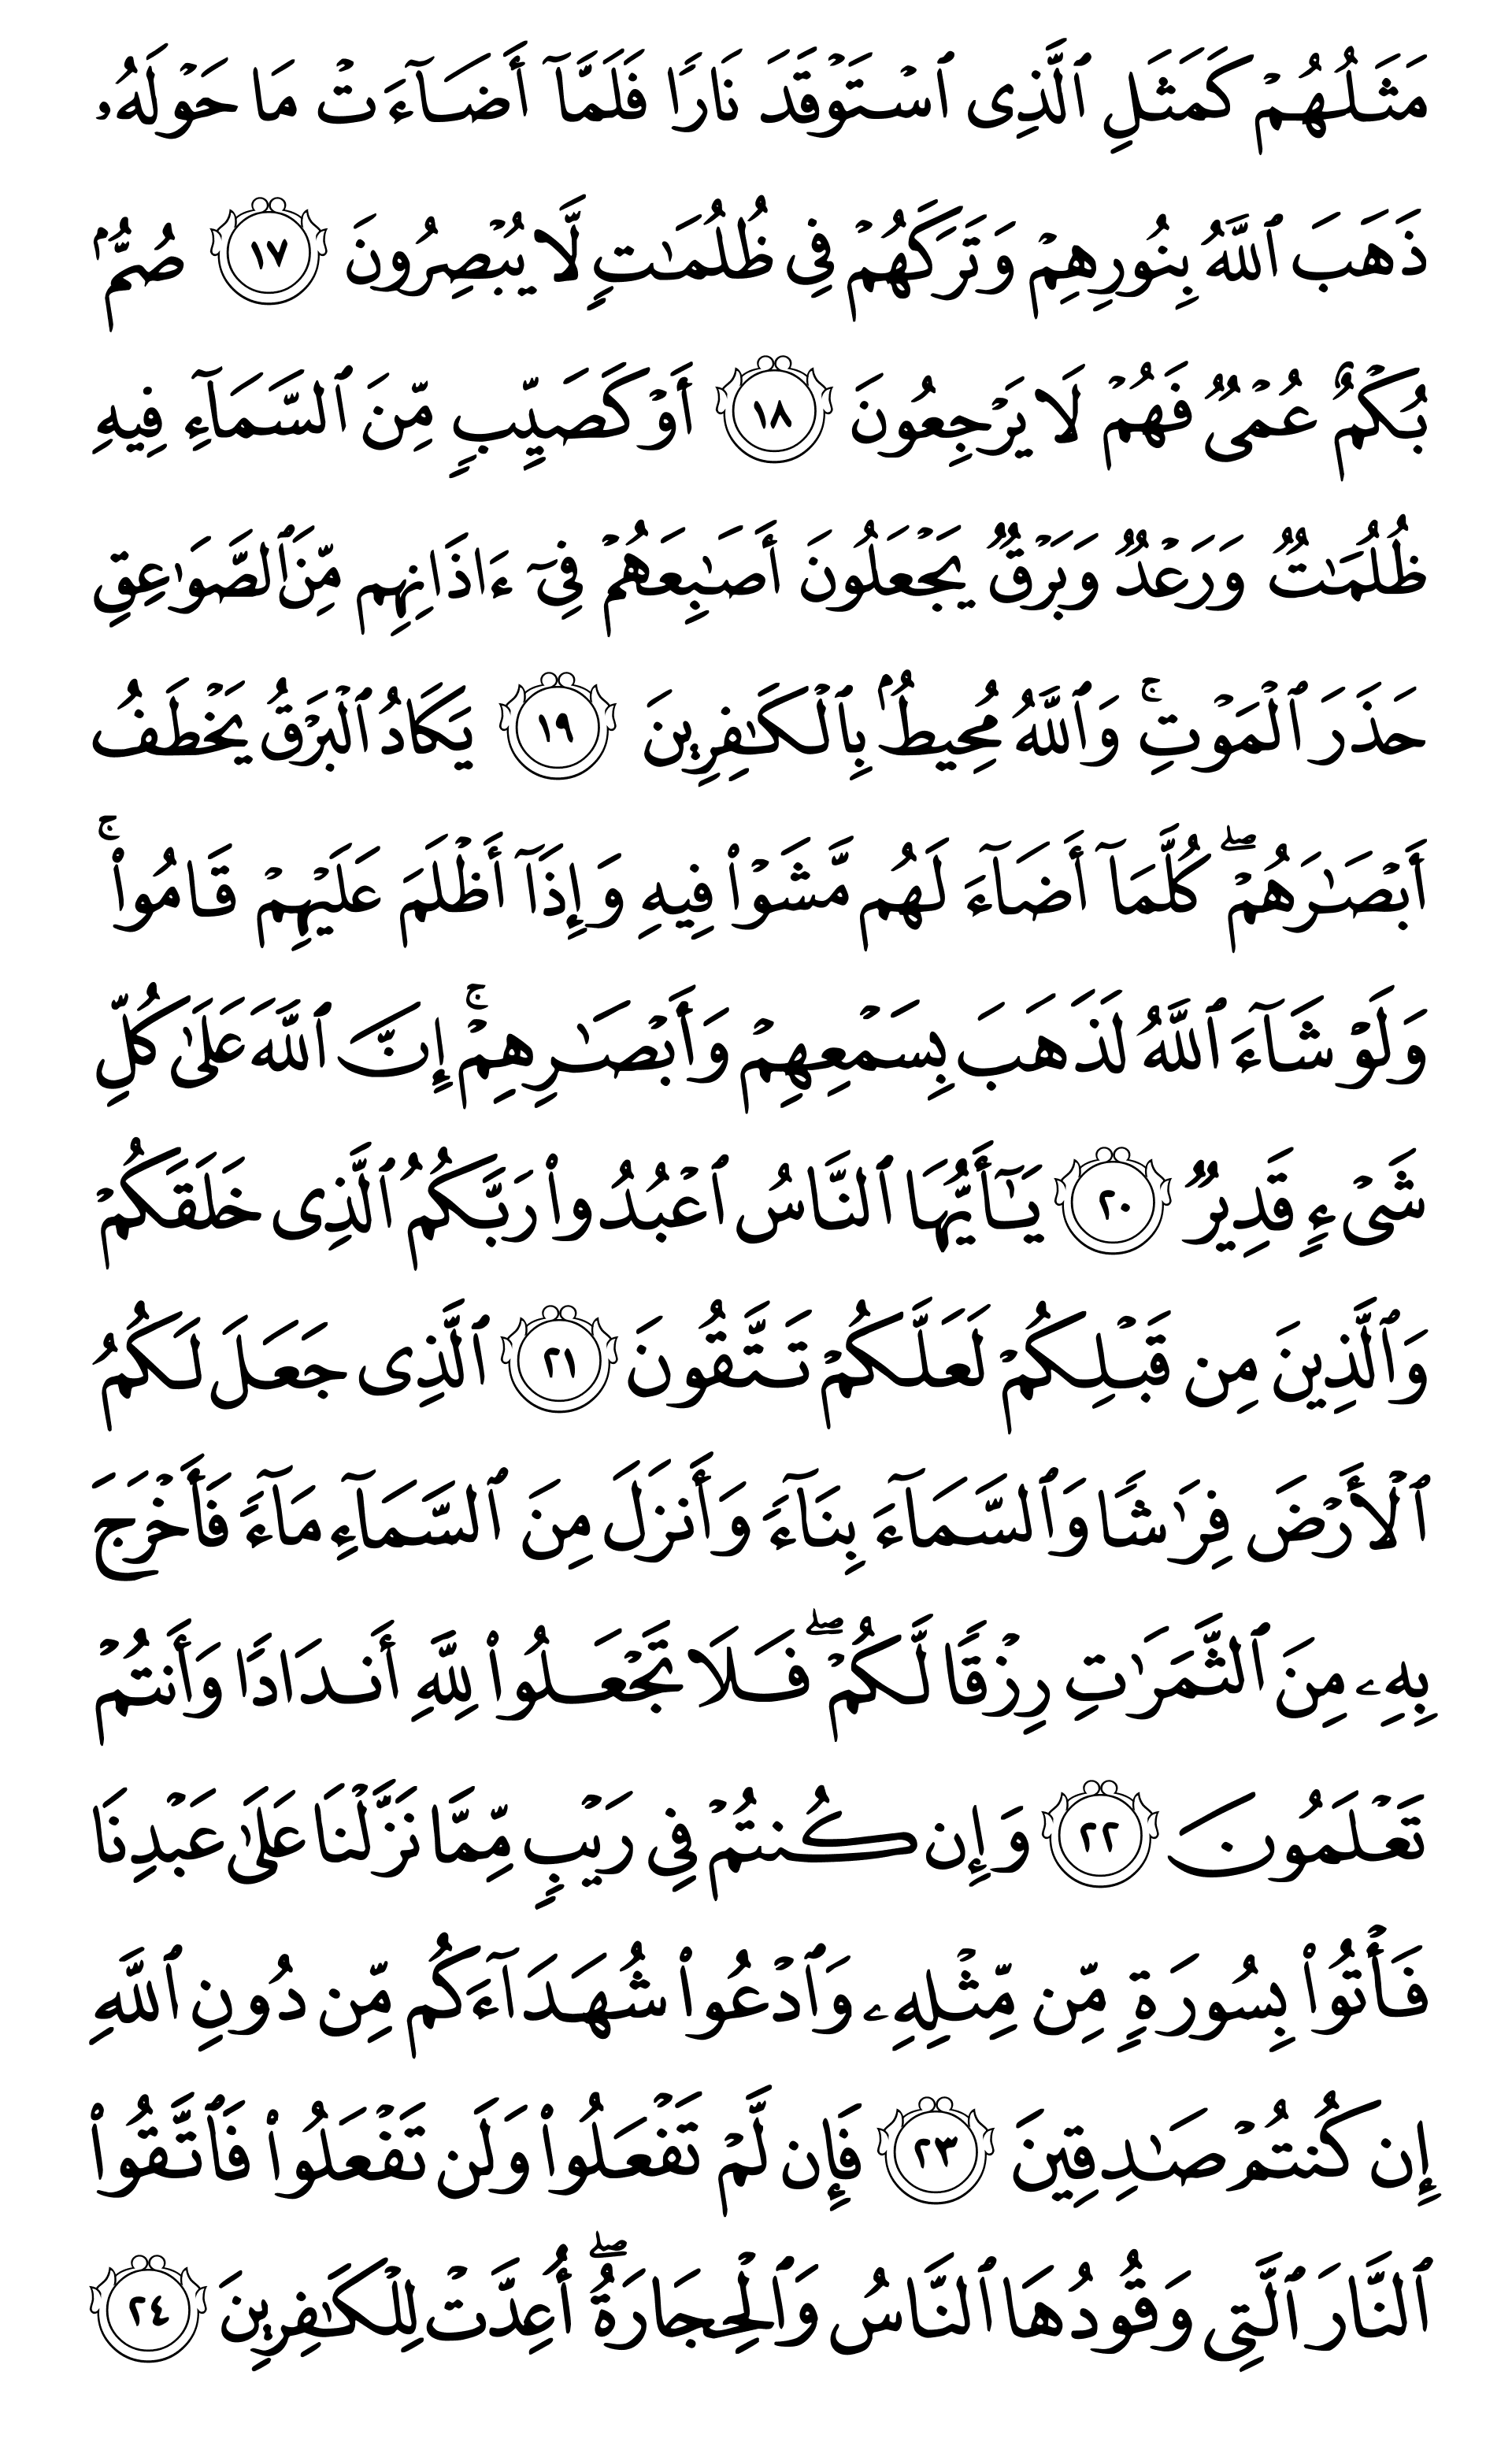 مَثَلُهُمْ كَمَثَلِ ٱلَّذِى ٱسْتَوْقَدَ نَارًا فَلَمَّآ أَضَآءَتْ مَا حَوْلَهُۥ
ذَهَبَ ٱللَّهُ بِنُورِهِمْ وَتَرَكَهُمْ فِى ظُلُمَـٰتٍ لَّا يُبْصِرُونَ ١٧ صُمٌّۢ
بُكْمٌ عُمْىٌ فَهُمْ لَا يَرْجِعُونَ ١٨ أَوْ كَصَيِّبٍ مِّنَ ٱلسَّمَآءِ فِيهِ
ظُلُمَـٰتٌ وَرَعْدٌ وَبَرْقٌ يَجْعَلُونَ أَصَـٰبِعَهُمْ فِىٓ ءَاذَانِهِم مِّنَ ٱلصَّوَٰعِقِ
حَذَرَ ٱلْمَوْتِ ۚ وَٱللَّهُ مُحِيطٌۢ بِٱلْكَـٰفِرِينَ ١٩ يَكَادُ ٱلْبَرْقُ يَخْطَفُ
أَبْصَـٰرَهُمْ ۖ كُلَّمَآ أَضَآءَ لَهُم مَّشَوْا۟ فِيهِ وَإِذَآ أَظْلَمَ عَلَيْهِمْ قَامُوا۟ ۚ
وَلَوْ شَآءَ ٱللَّهُ لَذَهَبَ بِسَمْعِهِمْ وَأَبْصَـٰرِهِمْ ۚ إِنَّ ٱللَّهَ عَلَىٰ كُلِّ
شَىْءٍ قَدِيرٌ ٢٠ يَـٰٓأَيُّهَا ٱلنَّاسُ ٱعْبُدُوا۟ رَبَّكُمُ ٱلَّذِى خَلَقَكُمْ
وَٱلَّذِينَ مِن قَبْلِكُمْ لَعَلَّكُمْ تَتَّقُونَ ٢١ ٱلَّذِى جَعَلَ لَكُمُ
ٱلْأَرْضَ فِرَٰشًا وَٱلسَّمَآءَ بِنَآءً وَأَنزَلَ مِنَ ٱلسَّمَآءِ مَآءً فَأَخْرَجَ
بِهِۦ مِنَ ٱلثَّمَرَٰتِ رِزْقًا لَّكُمْ ۖ فَلَا تَجْعَلُوا۟ لِلَّهِ أَندَادًا وَأَنتُمْ
تَعْلَمُونَ ٢٢ وَإِن كُنتُمْ فِى رَيْبٍ مِّمَّا نَزَّلْنَا عَلَىٰ عَبْدِنَا
فَأْتُوا۟ بِسُورَةٍ مِّن مِّثْلِهِۦ وَٱدْعُوا۟ شُهَدَآءَكُم مِّن دُونِ ٱللَّهِ
إِن كُنتُمْ صَـٰدِقِينَ ٢٣ فَإِن لَّمْ تَفْعَلُوا۟ وَلَن تَفْعَلُوا۟ فَٱتَّقُوا۟
ٱلنَّارَ ٱلَّتِى وَقُودُهَا ٱلنَّاسُ وَٱلْحِجَارَةُ ۖ أُعِدَّتْ لِلْكَـٰفِرِينَ ٢٤